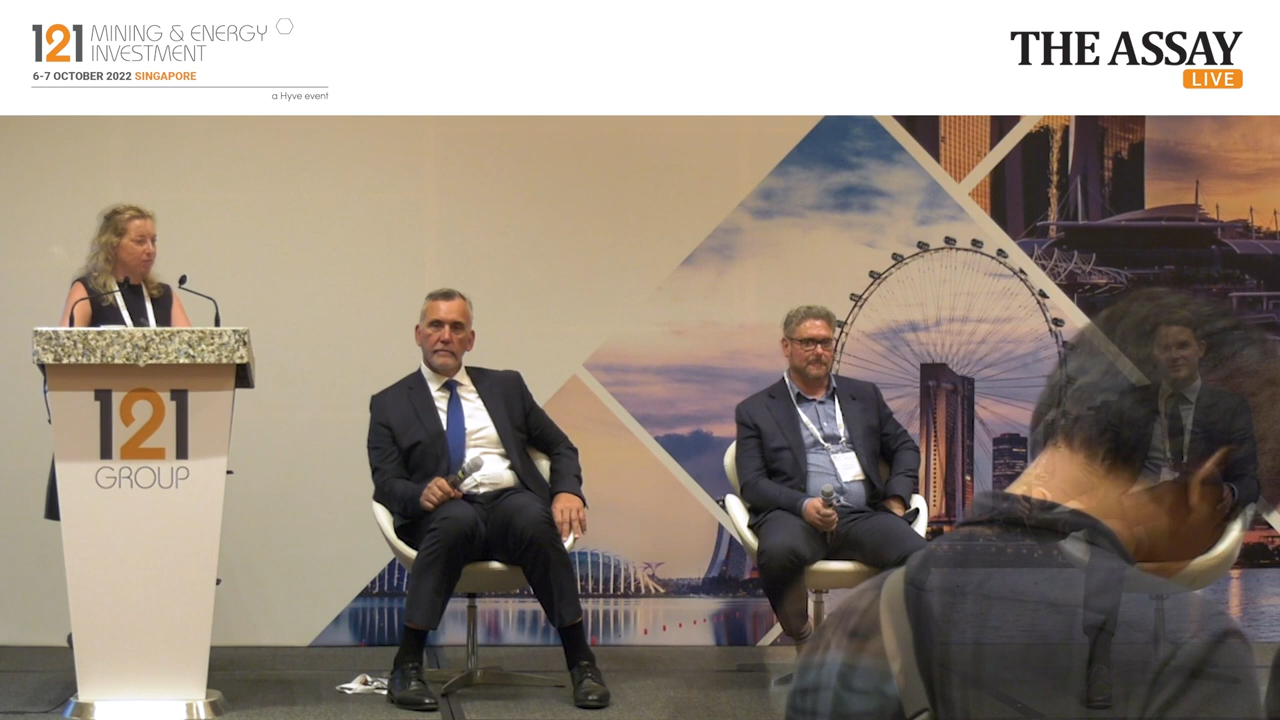 121 MINING & ENERGY
INVESTMENT
6-7 OCTOBER 2022 SINGAPORE
a Hyve event
THE ASSAY
LIVE
121
GROUP